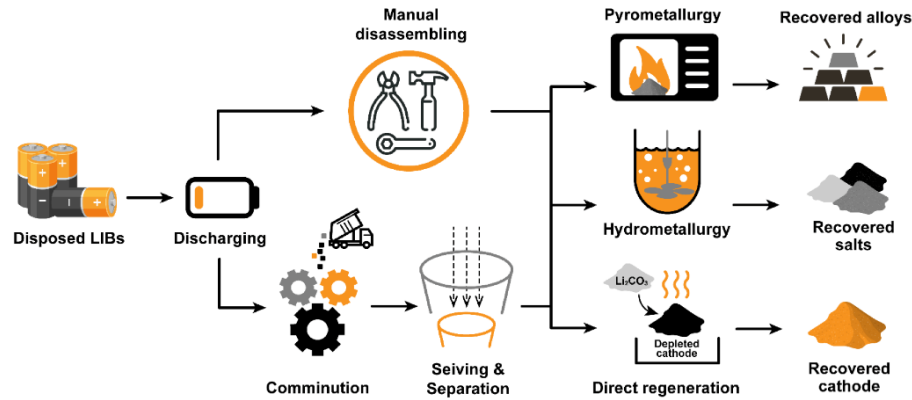 Manual
disassembling
Pyrometallurgy
Recovered alloys
Disposed LIBs
Discharging
Hydrometallurgy
Recovered
salts
Li₂CO₃
Depleted
cathode
Comminution
Seiving &
Separation
Direct regeneration
Recovered
cathode